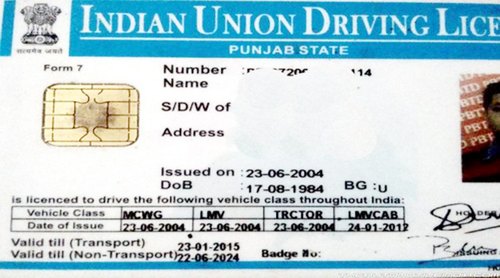 INDIAN UNION DRIVING LICE
PUNJAB STATE
सत्यमेव जयते
Form 7
Number : 114
Name
S/D/W of
Address
Issued on : 23-06-2004
DoB 17-08-1984 BG : U
is licenced to drive the following vehicle class throughout India:
Vehicle Class MCWG LMV TRCTOR LMVCAB
Date of Issue 23-06-2004 23-06-2004 23-06-2004 24-01-2012
Valid till (Transport) 23-01-2015
Valid till (Non-Transport) 22-06-2024 Badge No:
HOLDER
ISSUING
PBTD